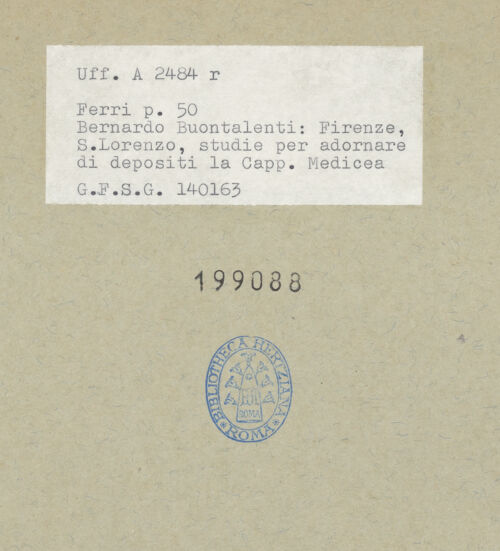 Uff. A 2484 r
Ferri p. 50
Bernardo Buontalenti: Firenze,
S.Lorenzo, studie per adornare
di depositi la Capp. Medicea
G.F.S.G. 140163
199088
BIBLIOTHECA HERTZIANA
ROMA
ROMA